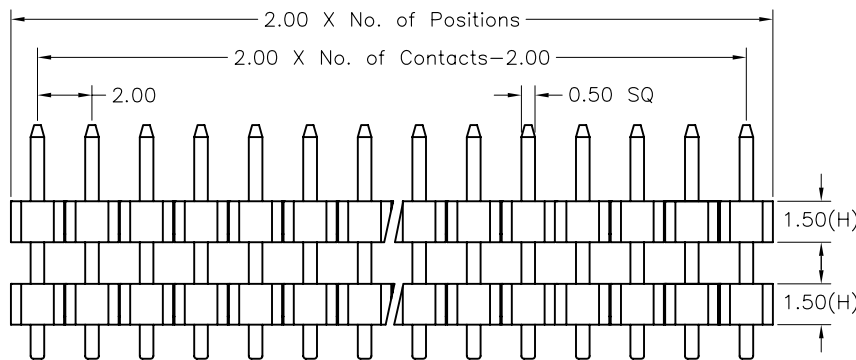 2.00 X No. of Positions
2.00 X No. of Contacts-2.00
2.00
0.50 SQ
1.50(H)
1.50(H)